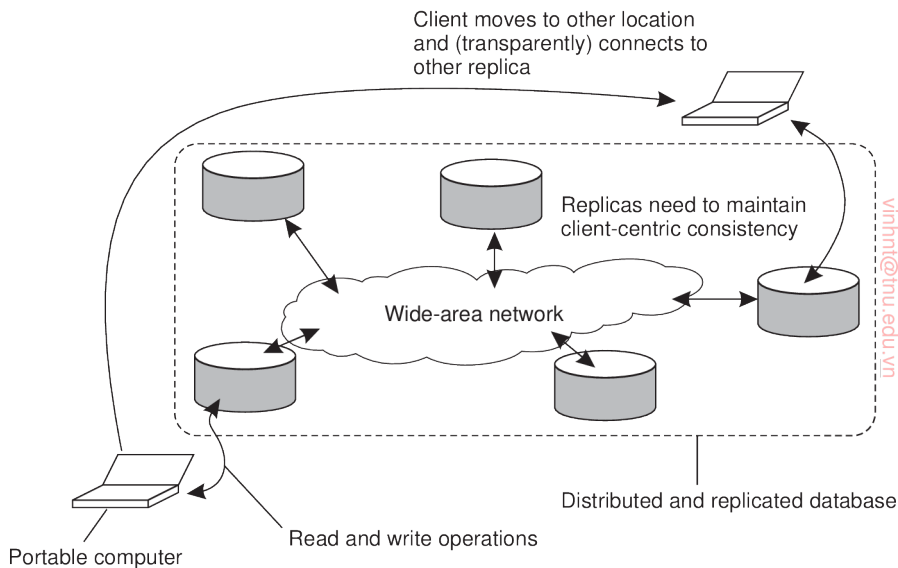 Client moves to other location
and (transparently) connects to
other replica
Replicas need to maintain
client-centric consistency
Wide-area network
Distributed and replicated database
Read and write operations
Portable computer
vinhnt@tnu.edu.vn